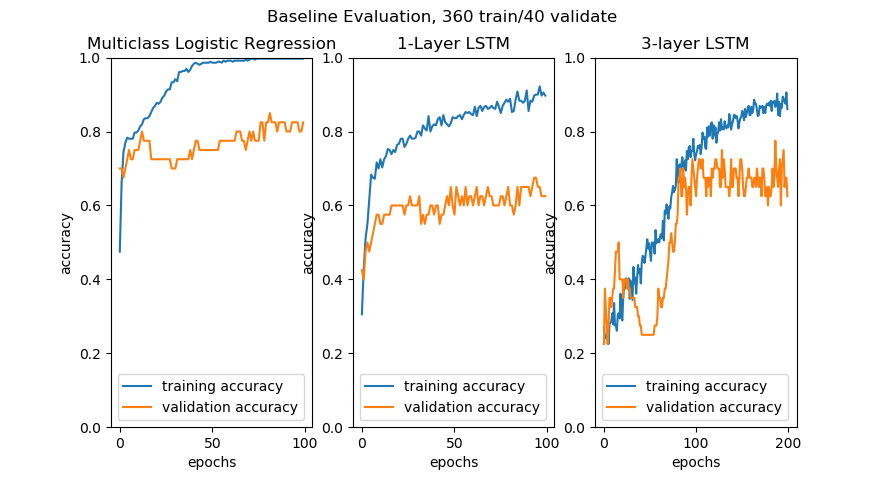 Baseline Evaluation, 360 train/40 validate
Multiclass Logistic Regression
1.0
0.8
0.6
0.4
0.2
0.0
accuracy
training accuracy
validation accuracy
0
50
100
epochs
1-Layer LSTM
1.0
0.8
0.6
0.4
0.2
0.0
accuracy
training accuracy
validation accuracy
0
50
100
epochs
3-layer LSTM
1.0
0.8
0.6
0.4
0.2
0.0
accuracy
training accuracy
validation accuracy
0
100
200
epochs